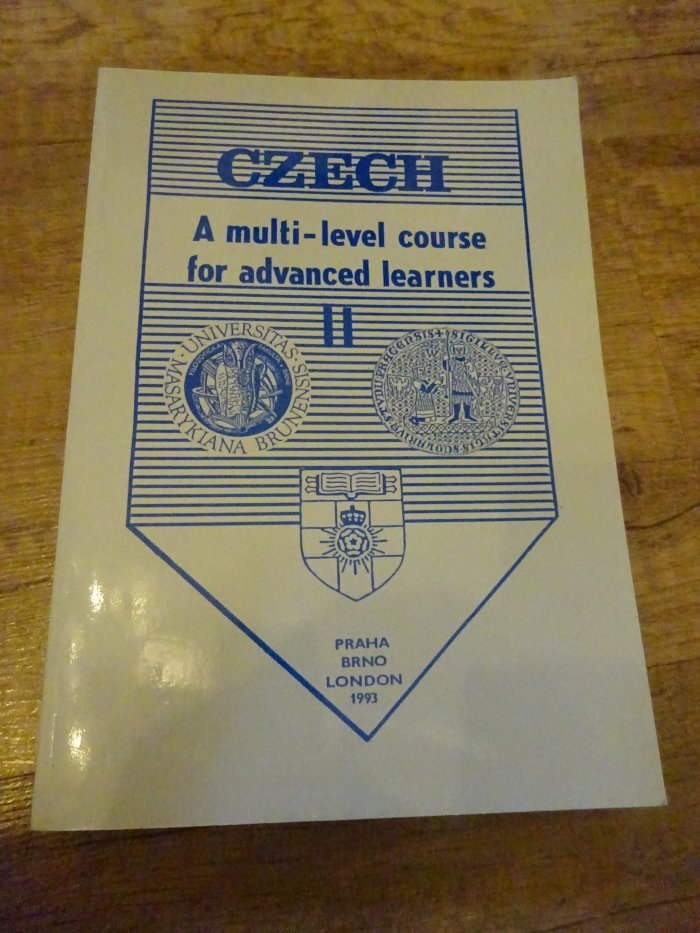 CZECH
A multi-level course
for advanced learners
II
UNIVERSITAS
MASARYKIANA BRUNENSIS
PRAHA
BRNO
LONDON
1993